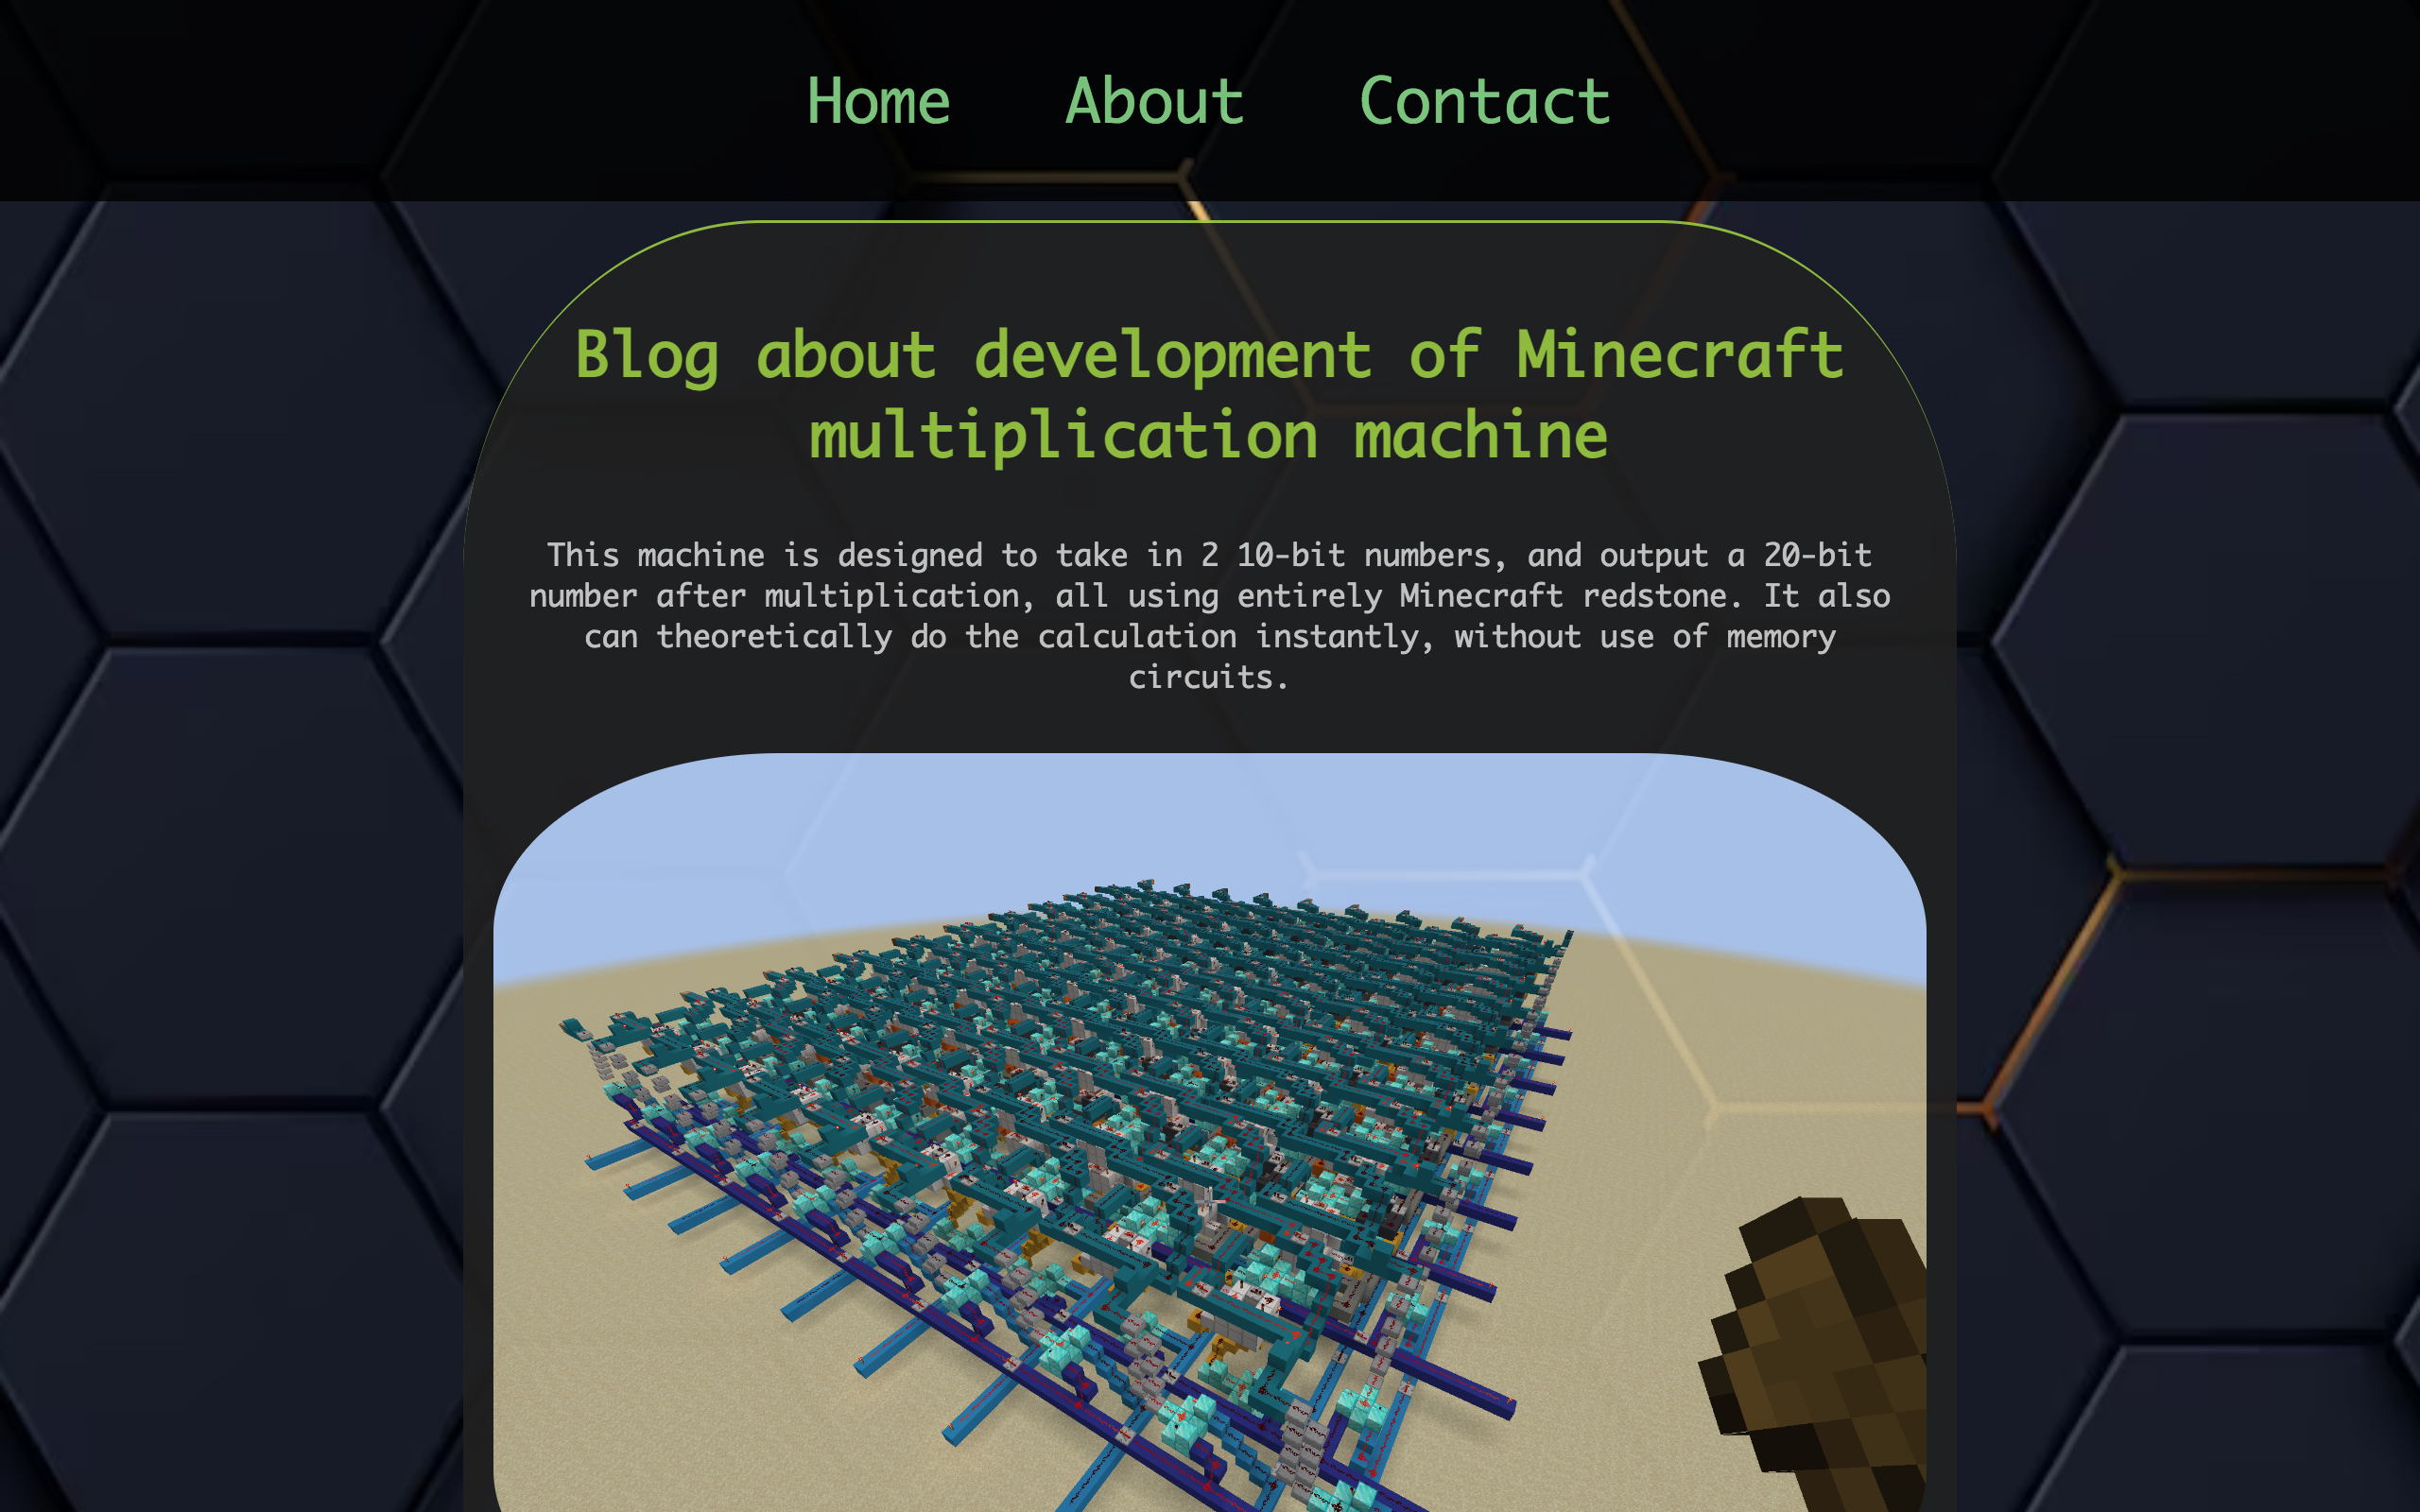 Home About Contact
Blog about development of Minecraft
multiplication machine
This machine is designed to take in 2 10-bit numbers, and output a 20-bit
number after multiplication, all using entirely Minecraft redstone. It also
can theoretically do the calculation instantly, without use of memory
circuits.